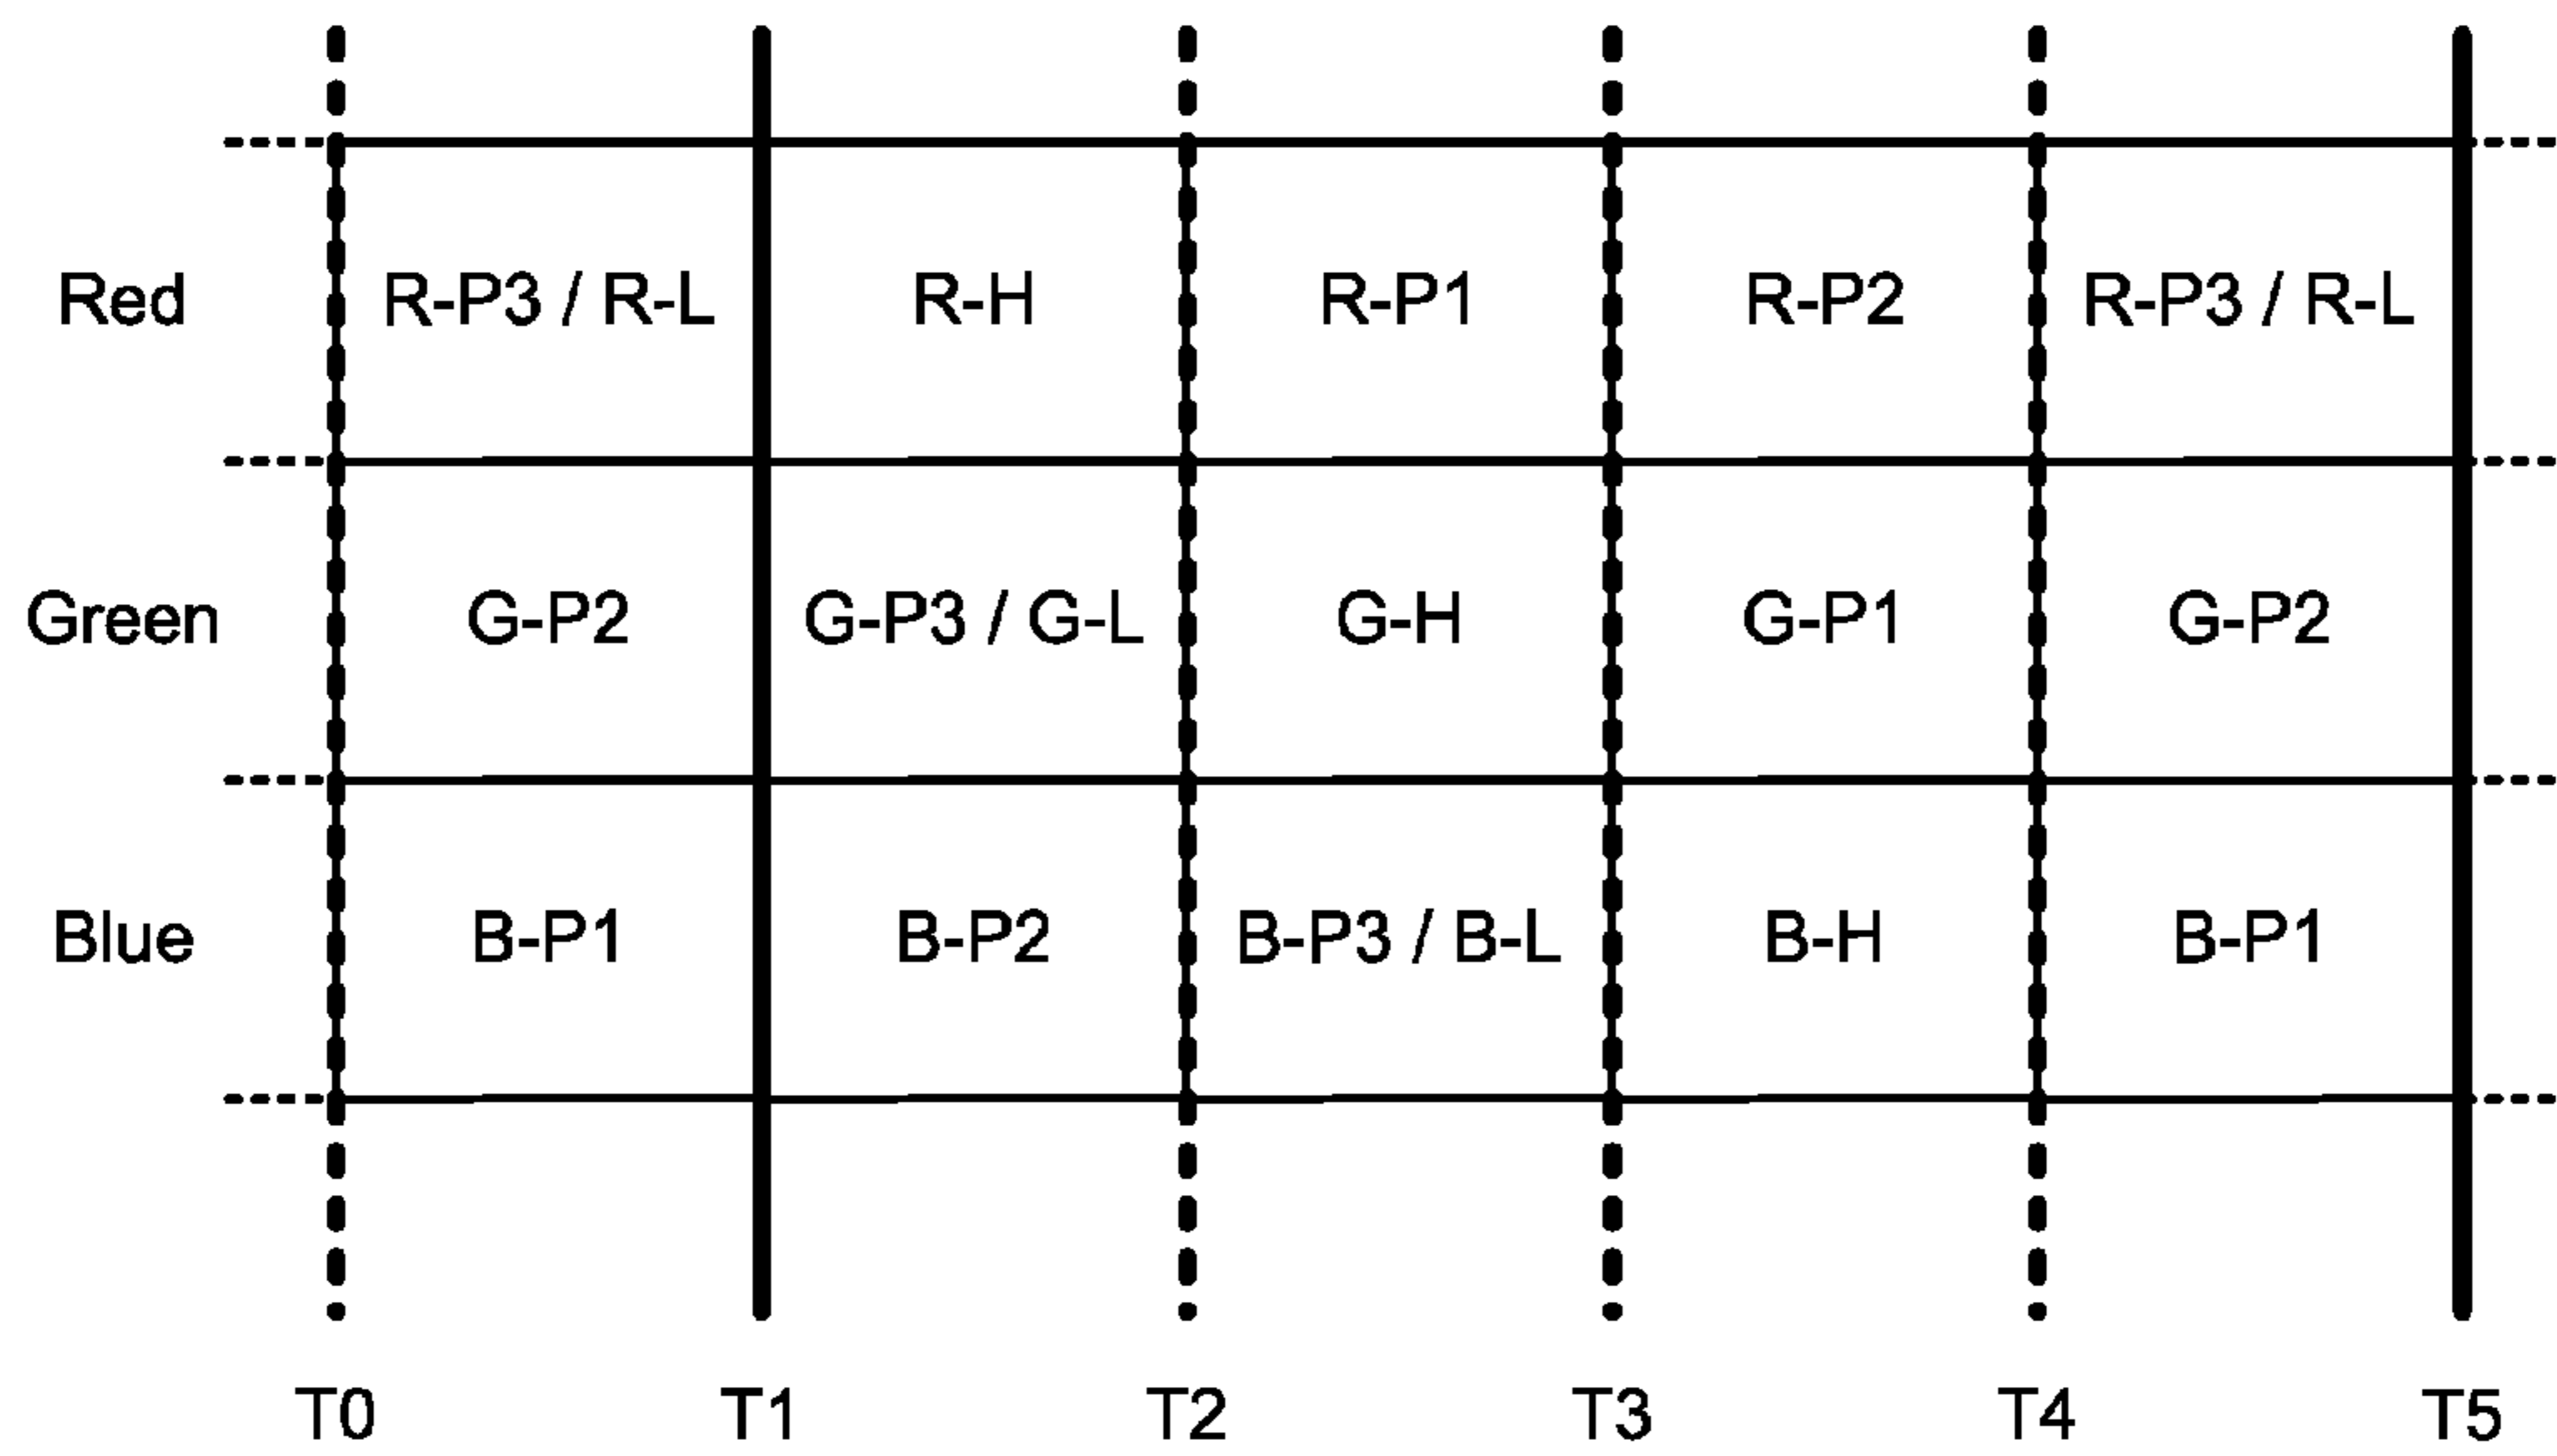 Red R-P3 / R-L R-H R-P1 R-P2 R-P3 / R-L
Green G-P2 G-P3 / G-L G-H G-P1 G-P2
Blue B-P1 B-P2 B-P3 / B-L B-H B-P1
T0 T1 T2 T3 T4 T5